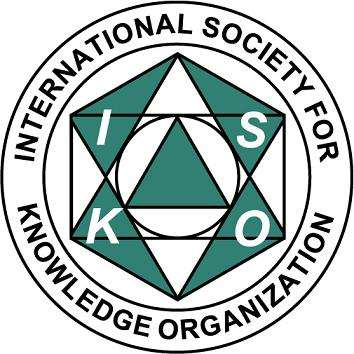 INTERNATIONAL SOCIETY FOR
I S
K O
KNOWLEDGE ORGANIZATION